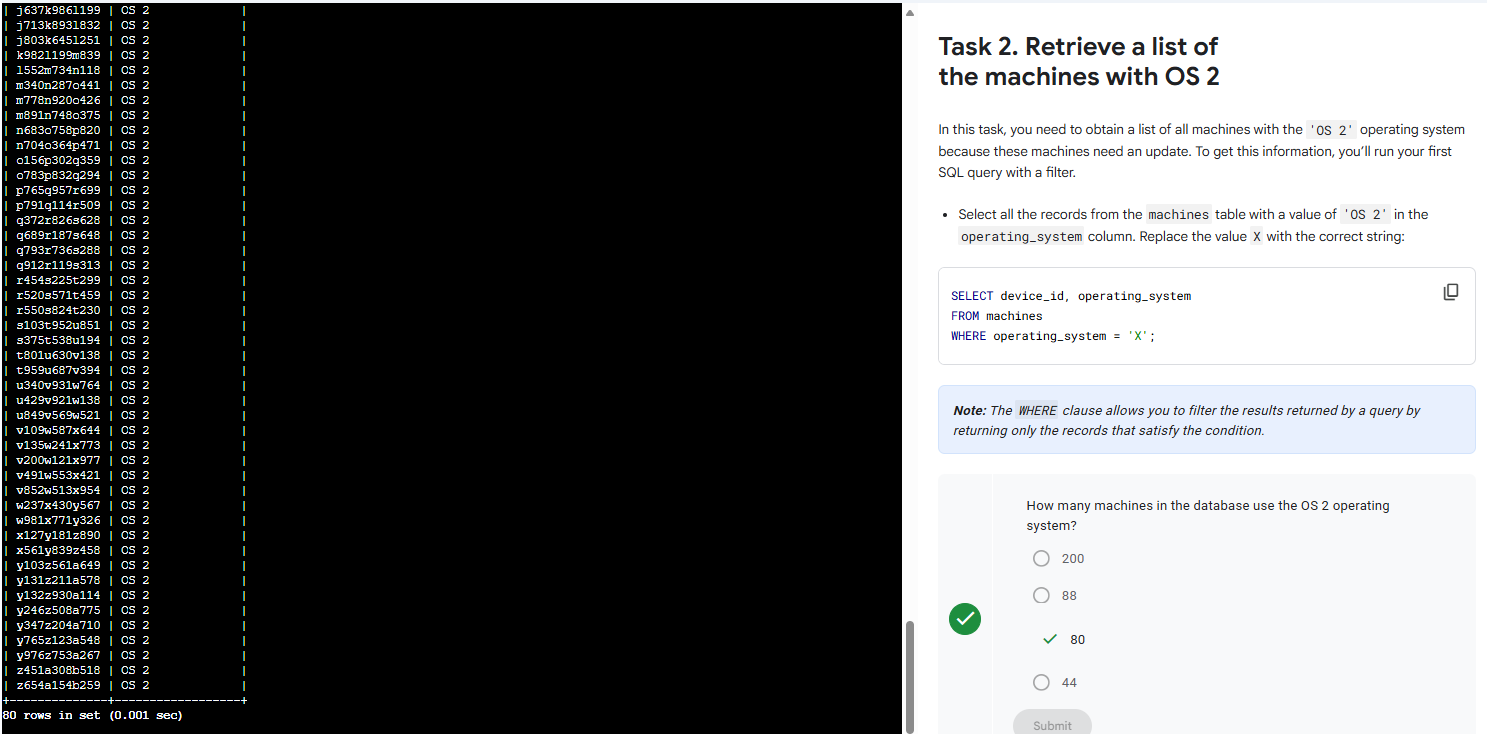 | j637k986l199 | OS 2             |
| j713k893l832 | OS 2             |
| j803k645l251 | OS 2             |
| k982l199m839 | OS 2             |
| l552m734n118 | OS 2             |
| m340n287o441 | OS 2             |
| m778n920o426 | OS 2             |
| m891n748o375 | OS 2             |
| n683o758p820 | OS 2             |
| n704o364p471 | OS 2             |
| o156p302q359 | OS 2             |
| o783p832q294 | OS 2             |
| p765q957r699 | OS 2             |
| p791q114r509 | OS 2             |
| q372r826s628 | OS 2             |
| q689r187s648 | OS 2             |
| q793r736s288 | OS 2             |
| q912r119s313 | OS 2             |
| r454s225t299 | OS 2             |
| r520s571t459 | OS 2             |
| r550s824t230 | OS 2             |
| s103t952u851 | OS 2             |
| s375t538u194 | OS 2             |
| t801u630v138 | OS 2             |
| t959u687v394 | OS 2             |
| u340v931w764 | OS 2             |
| u429v921w138 | OS 2             |
| u849v569w521 | OS 2             |
| v109w587x644 | OS 2             |
| v135w241x773 | OS 2             |
| v200w121x977 | OS 2             |
| v491w553x421 | OS 2             |
| v852w513x954 | OS 2             |
| w237x430y567 | OS 2             |
| w981x771y326 | OS 2             |
| x127y181z890 | OS 2             |
| x561y839z458 | OS 2             |
| y103z561a649 | OS 2             |
| y131z211a578 | OS 2             |
| y132z930a114 | OS 2             |
| y246z508a775 | OS 2             |
| y347z204a710 | OS 2             |
| y765z123a548 | OS 2             |
| y976z753a267 | OS 2             |
| z451a308b518 | OS 2             |
| z654a154b259 | OS 2             |
+--------------+------------------+
80 rows in set (0.001 sec)
Task 2. Retrieve a list of
the machines with OS 2
In this task, you need to obtain a list of all machines with the 'OS 2' operating system
because these machines need an update. To get this information, you’ll run your first
SQL query with a filter.
• Select all the records from the machines table with a value of 'OS 2' in the
operating_system column. Replace the value X with the correct string:
SELECT device_id, operating_system
FROM machines
WHERE operating_system = 'X';
Note: The WHERE clause allows you to filter the results returned by a query by
returning only the records that satisfy the condition.
How many machines in the database use the OS 2 operating
system?
200
88
80
44
Submit